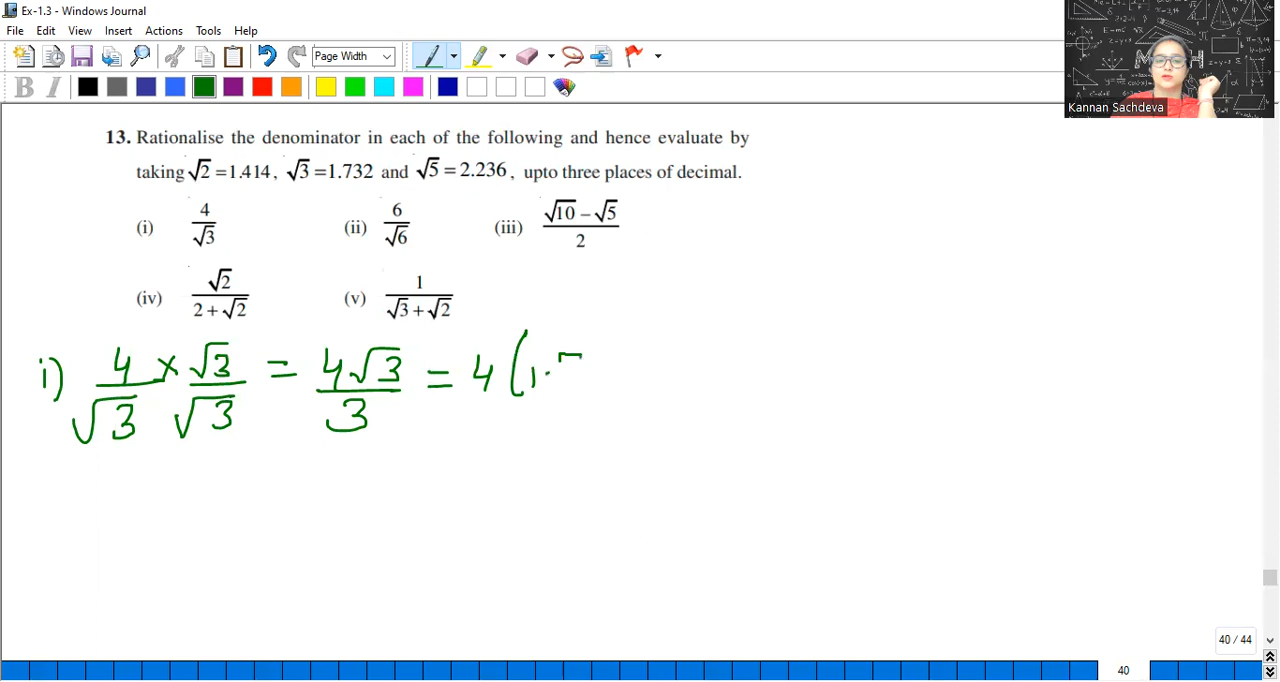 Ex-1.3 - Windows Journal
File Edit View Insert Actions Tools Help
Page Width
B I
Kannan Sachdeva
13. Rationalise the denominator in each of the following and hence evaluate by
taking √2 = 1.414, √3 = 1.732 and √5 = 2.236, upto three places of decimal.
(i) 4/√3 (ii) 6/√6 (iii) (√10 − √5)/2
(iv) √2/(2 + √2) (v) 1/(√3 + √2)
i) 4/√3 × √3/√3 = 4√3/3 = 4 (1.
40 / 44
40